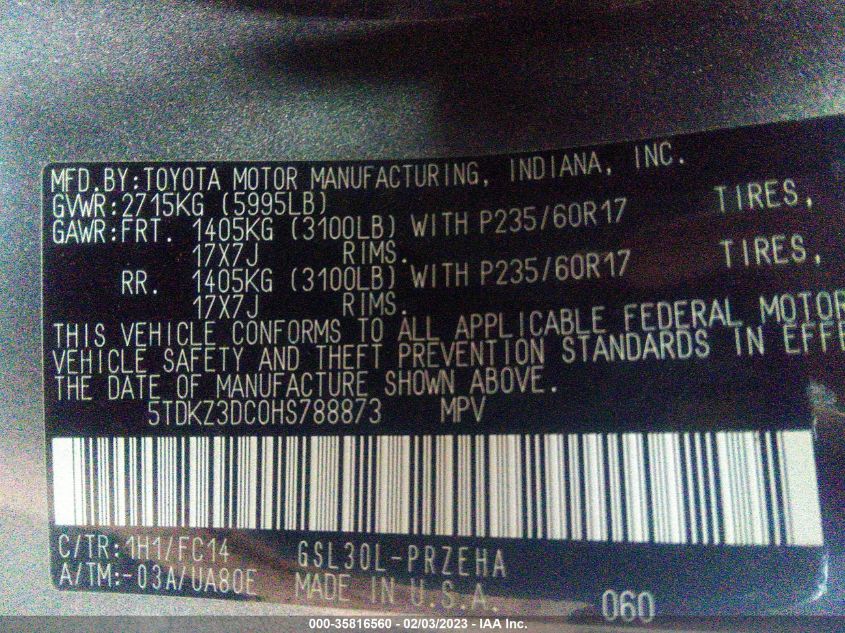 MFD.BY:TOYOTA MOTOR MANUFACTURING, INDIANA, INC.
GVWR:2715KG (5995LB)
GAWR:FRT. 1405KG (3100LB) WITH P235/60R17 TIRES,
17X7J RIMS.
RR. 1405KG (3100LB) WITH P235/60R17 TIRES,
17X7J RIMS.
THIS VEHICLE CONFORMS TO ALL APPLICABLE FEDERAL MOTOR
VEHICLE SAFETY AND THEFT PREVENTION STANDARDS IN EFFE
THE DATE OF MANUFACTURE SHOWN ABOVE.
5TDKZ3DC0HS788873 MPV
C/TR:1H1/FC14 GSL30L-PRZEHA
A/TM:-03A/UA80E MADE IN U.S.A. 060
000-35816560 - 02/03/2023 - IAA Inc.